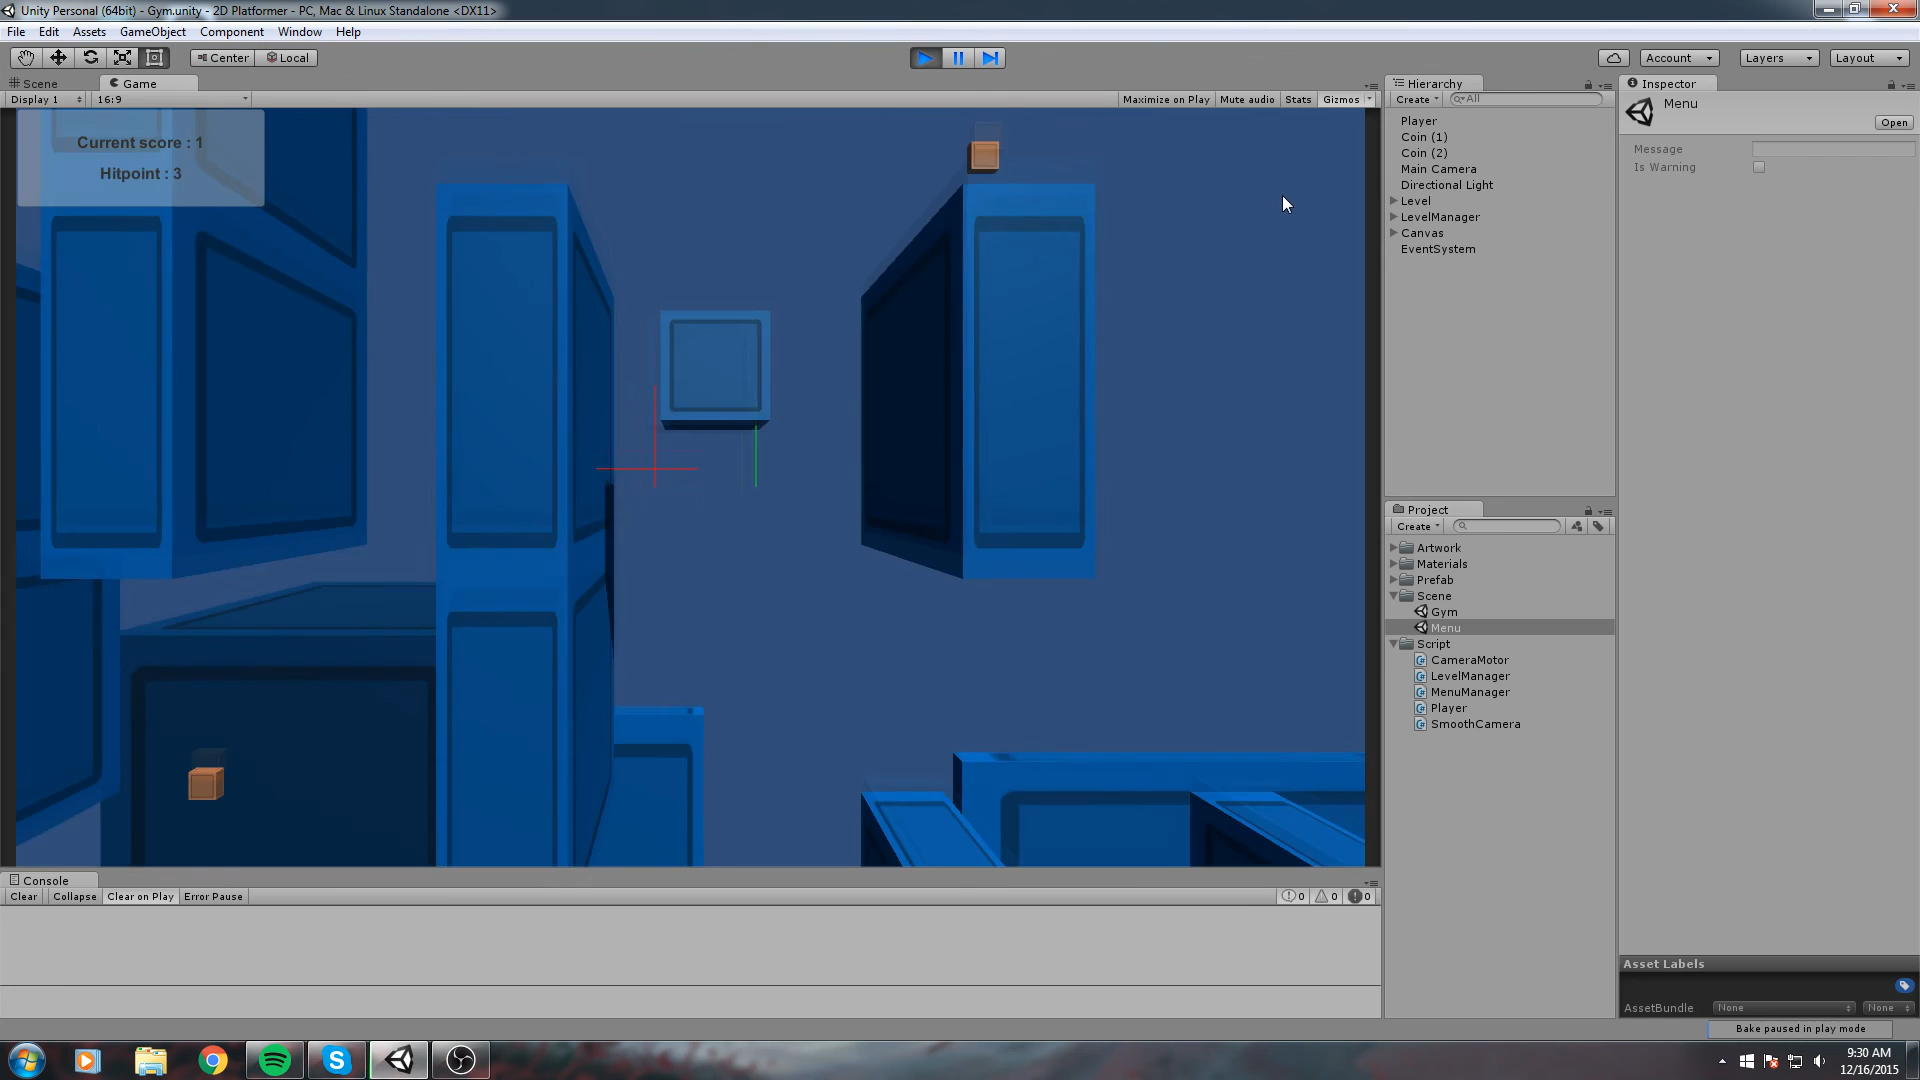 Unity Personal (64bit) - Gym.unity - 2D Platformer - PC, Mac & Linux Standalone <DX11>
File Edit Assets GameObject Component Window Help
Center Local Account Layers Layout
Scene Game
Display 1 16:9 Maximize on Play Mute audio Stats Gizmos
Current score : 1
Hitpoint : 3
Hierarchy
Create All
Player
Coin (1)
Coin (2)
Main Camera
Directional Light
Level
LevelManager
Canvas
EventSystem
Project
Create
Artwork
Materials
Prefab
Scene
Gym
Menu
Script
CameraMotor
LevelManager
MenuManager
Player
SmoothCamera
Inspector
Menu
Open
Message
Is Warning
Asset Labels
AssetBundle None None
Console
Clear Collapse Clear on Play Error Pause 0 0 0
Bake paused in play mode
9:30 AM
12/16/2015